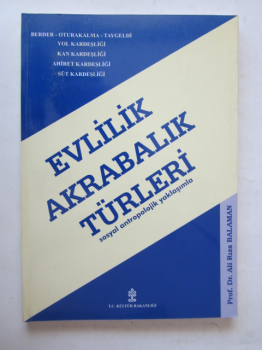 BERDER - OTURAKALMA - TAYGELDİ
YOL KARDEŞLİĞİ
KAN KARDEŞLİĞİ
AHİRET KARDEŞLİĞİ
SÜT KARDEŞLİĞİ
EVLİLİK
AKRABALIK
TÜRLERİ
sosyal antropolojik yaklaşımla
Prof. Dr. Ali Rıza BALAMAN
T.C. KÜLTÜR BAKANLIĞI